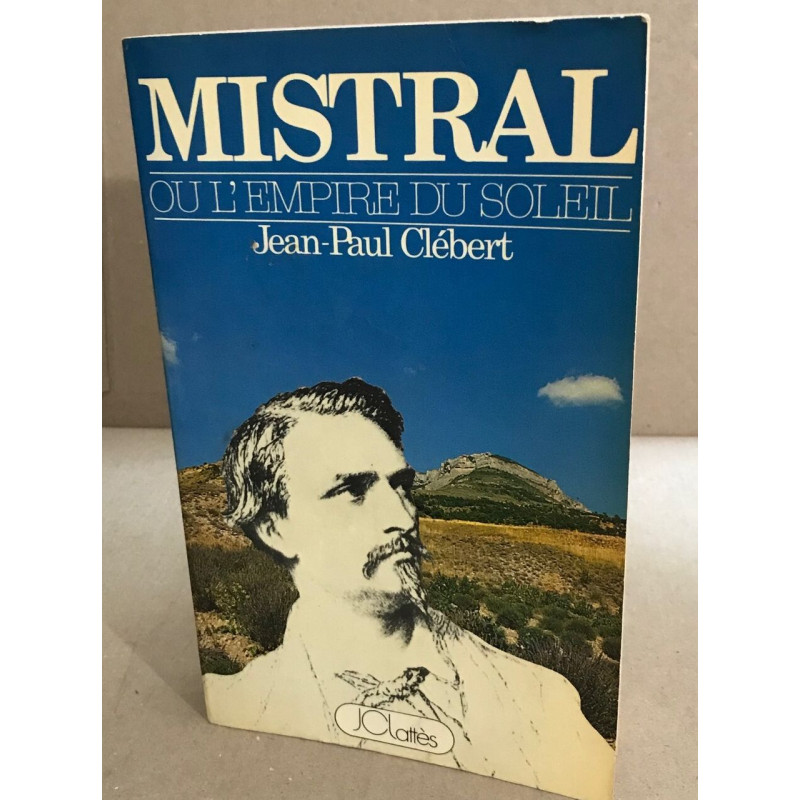 MISTRAL
OU L'EMPIRE DU SOLEIL
Jean-Paul Clébert
JCLattès